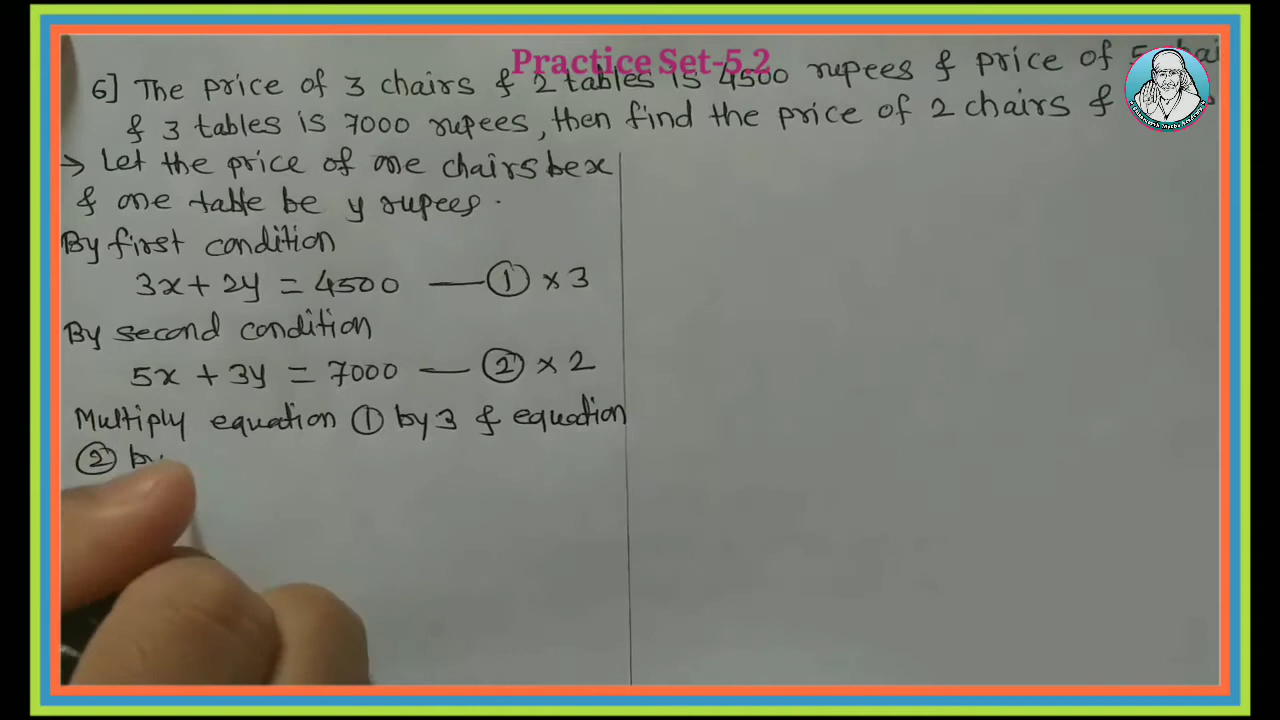 Practice Set-5.2
6] The price of 3 chairs & 2 tables is 4500 rupees & price of 5
& 3 tables is 7000 rupees, then find the price of 2 chairs &
→ Let the price of one chairs be x
& one table be y rupees.
By first condition
3x + 2y = 4500 — ① × 3
By second condition
5x + 3y = 7000 — ② × 2
Multiply equation ① by 3 & equation
② by